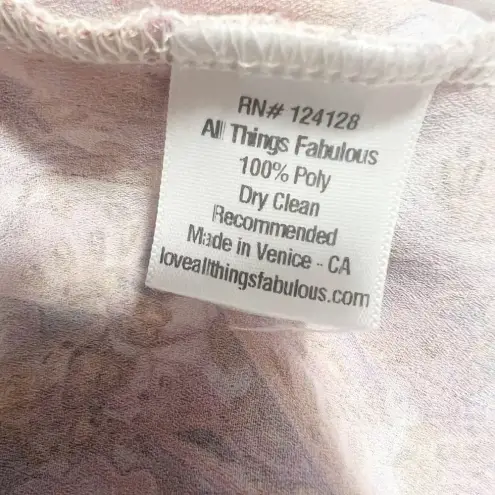 RN# 124128
All Things Fabulous
100% Poly
Dry Clean
Recommended
Made in Venice - CA
loveallthingsfabulous.com